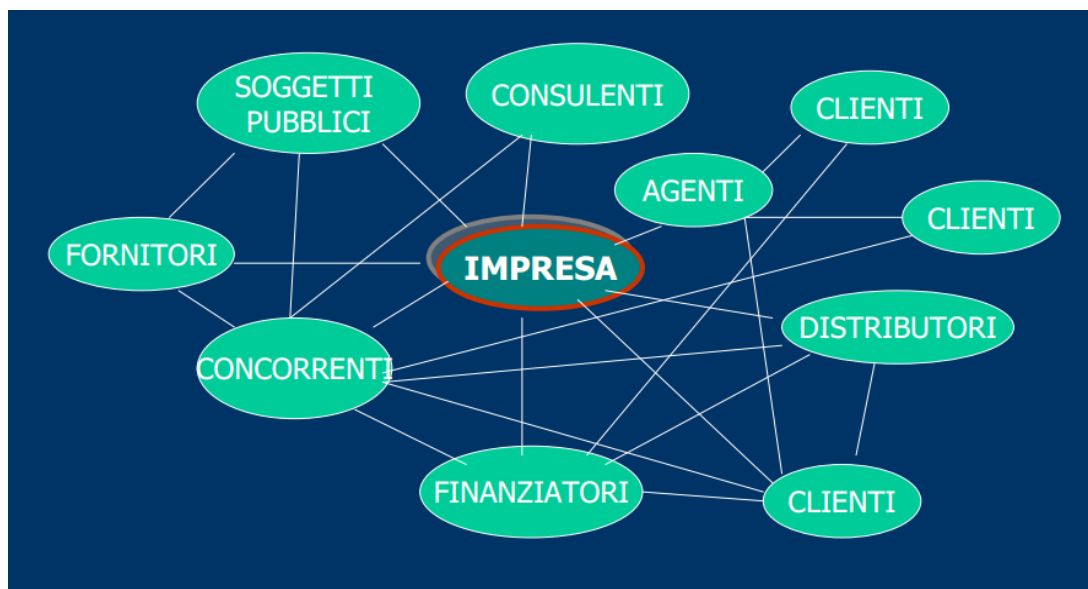 SOGGETTI
PUBBLICI
CONSULENTI
CLIENTI
AGENTI
CLIENTI
FORNITORI
IMPRESA
DISTRIBUTORI
CONCORRENTI
FINANZIATORI
CLIENTI